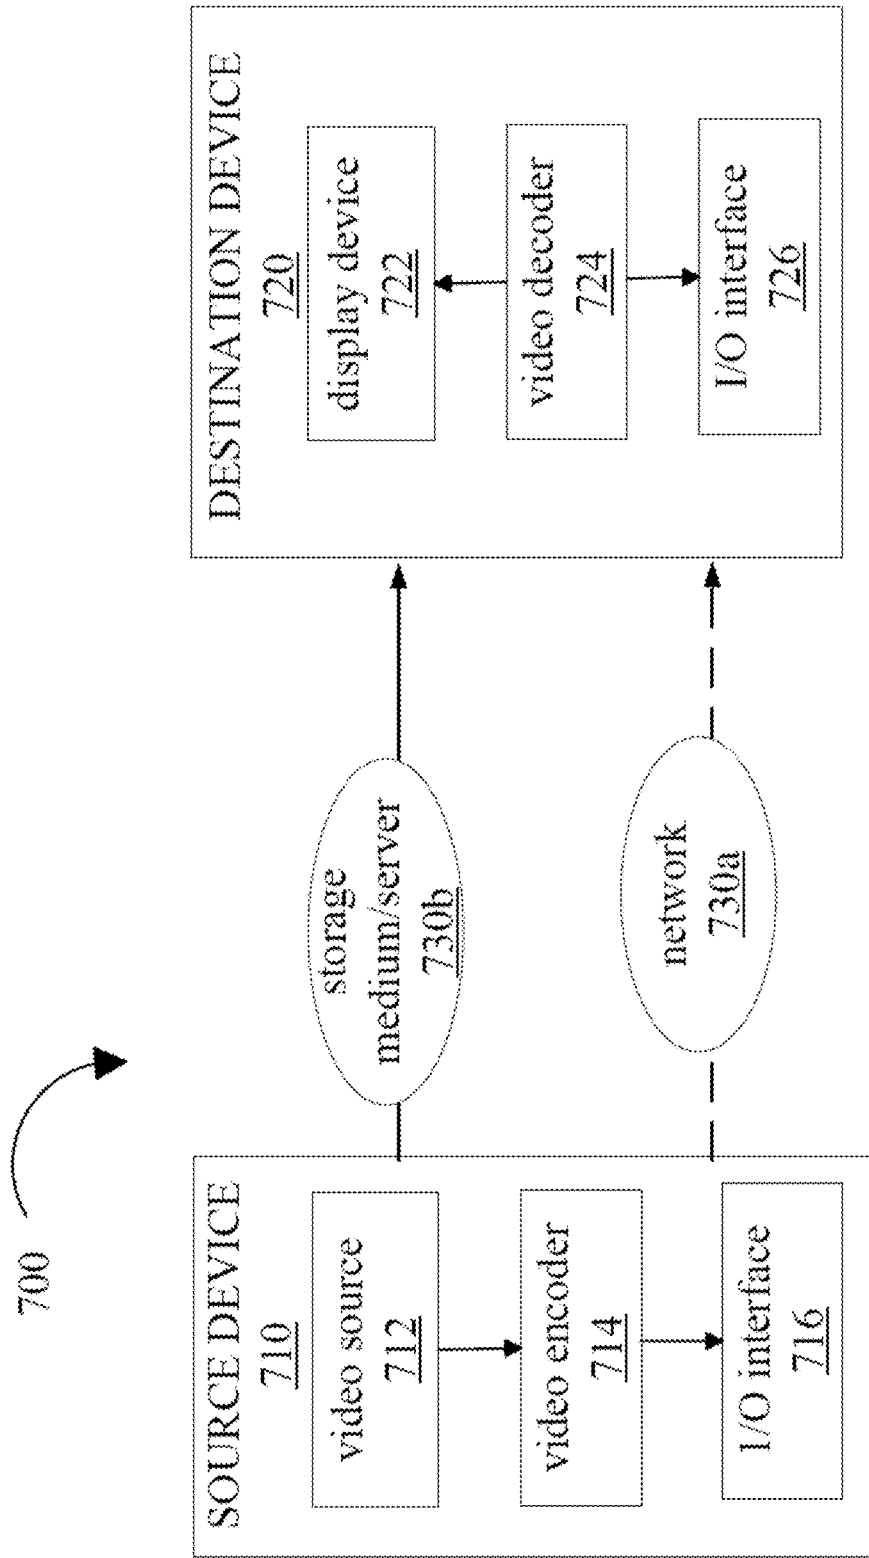 700
SOURCE DEVICE
710
video source
712
video encoder
714
I/O interface
716
storage
medium/server
730b
network
730a
DESTINATION DEVICE
720
display device
722
video decoder
724
I/O interface
726